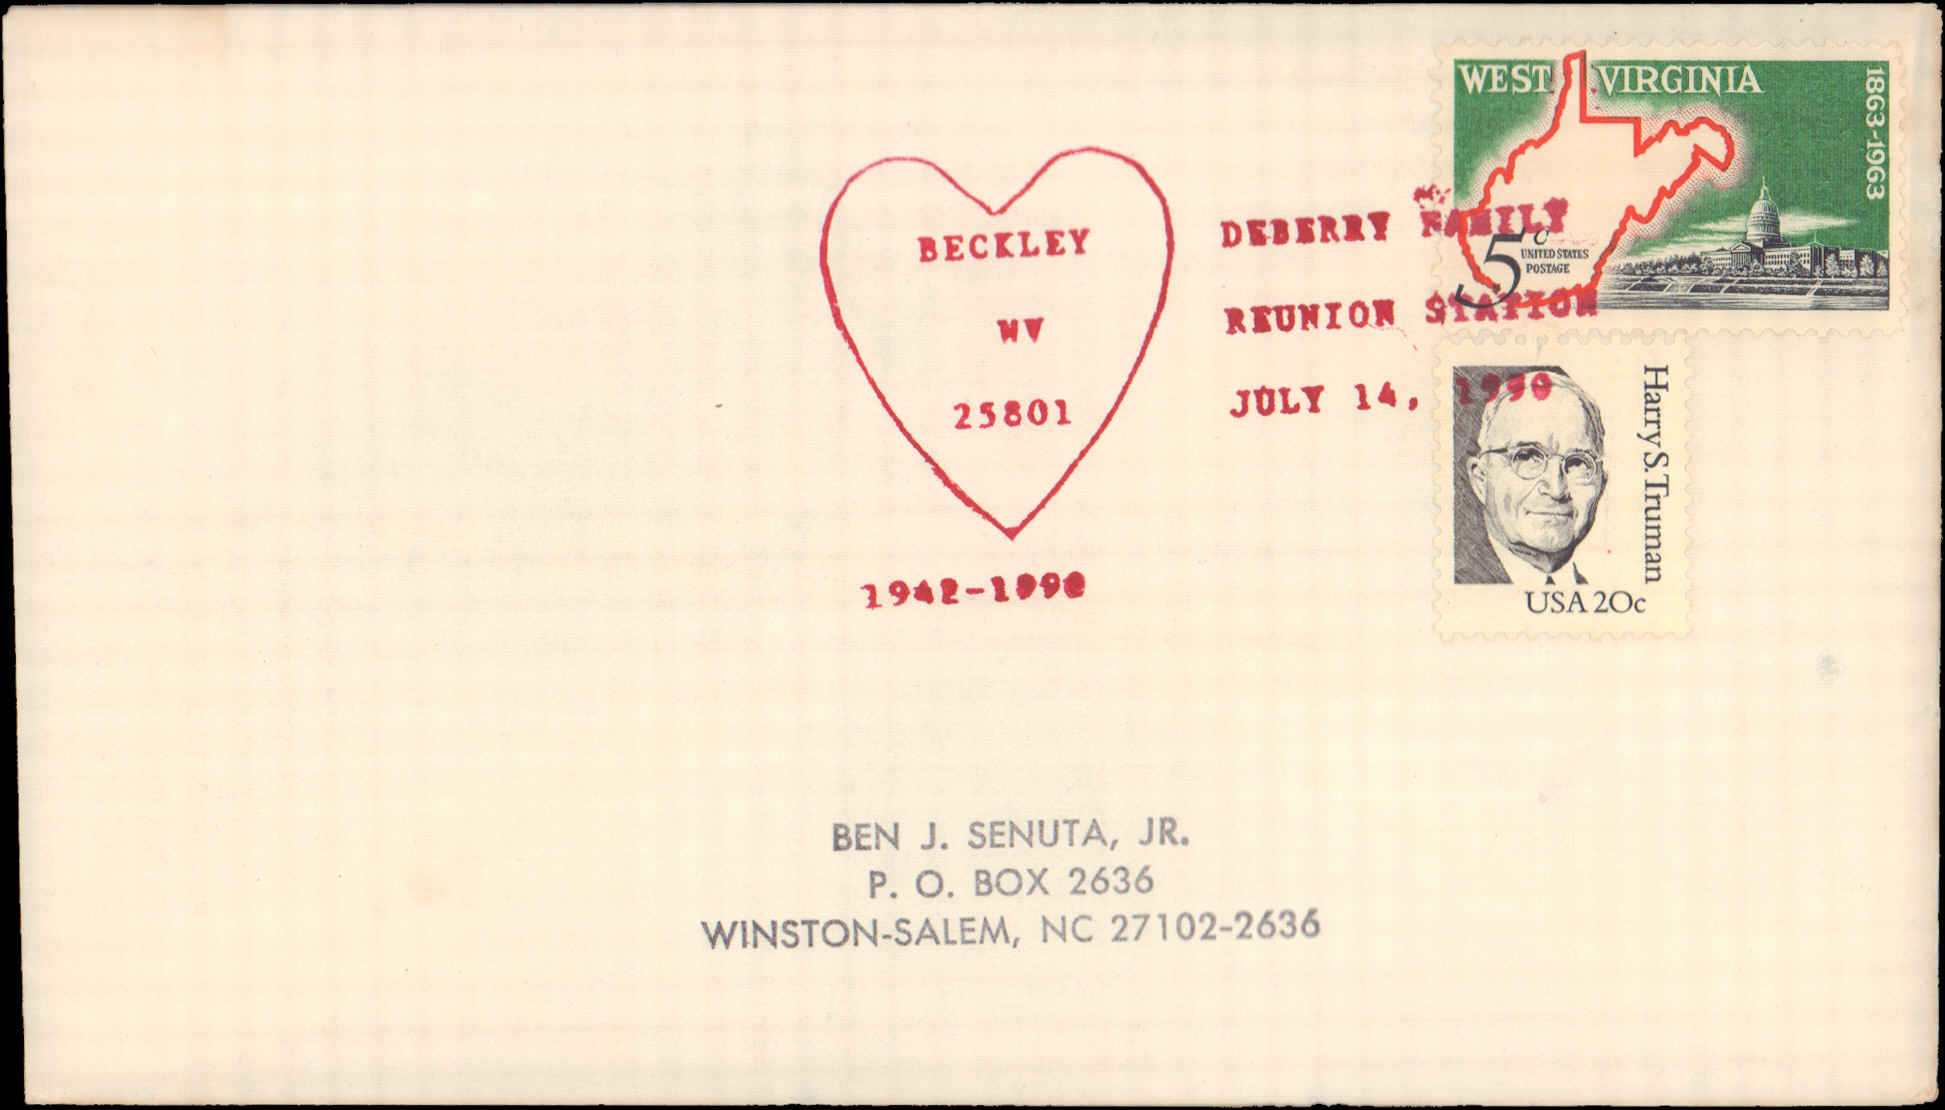 WEST VIRGINIA
1863-1963
5c
UNITED STATES
POSTAGE
BECKLEY
WV
25801
1942-1990
DEBERRY FAMILY
REUNION STATION
JULY 14, 1990
Harry S. Truman
USA 20c
BEN J. SENUTA, JR.
P. O. BOX 2636
WINSTON-SALEM, NC 27102-2636